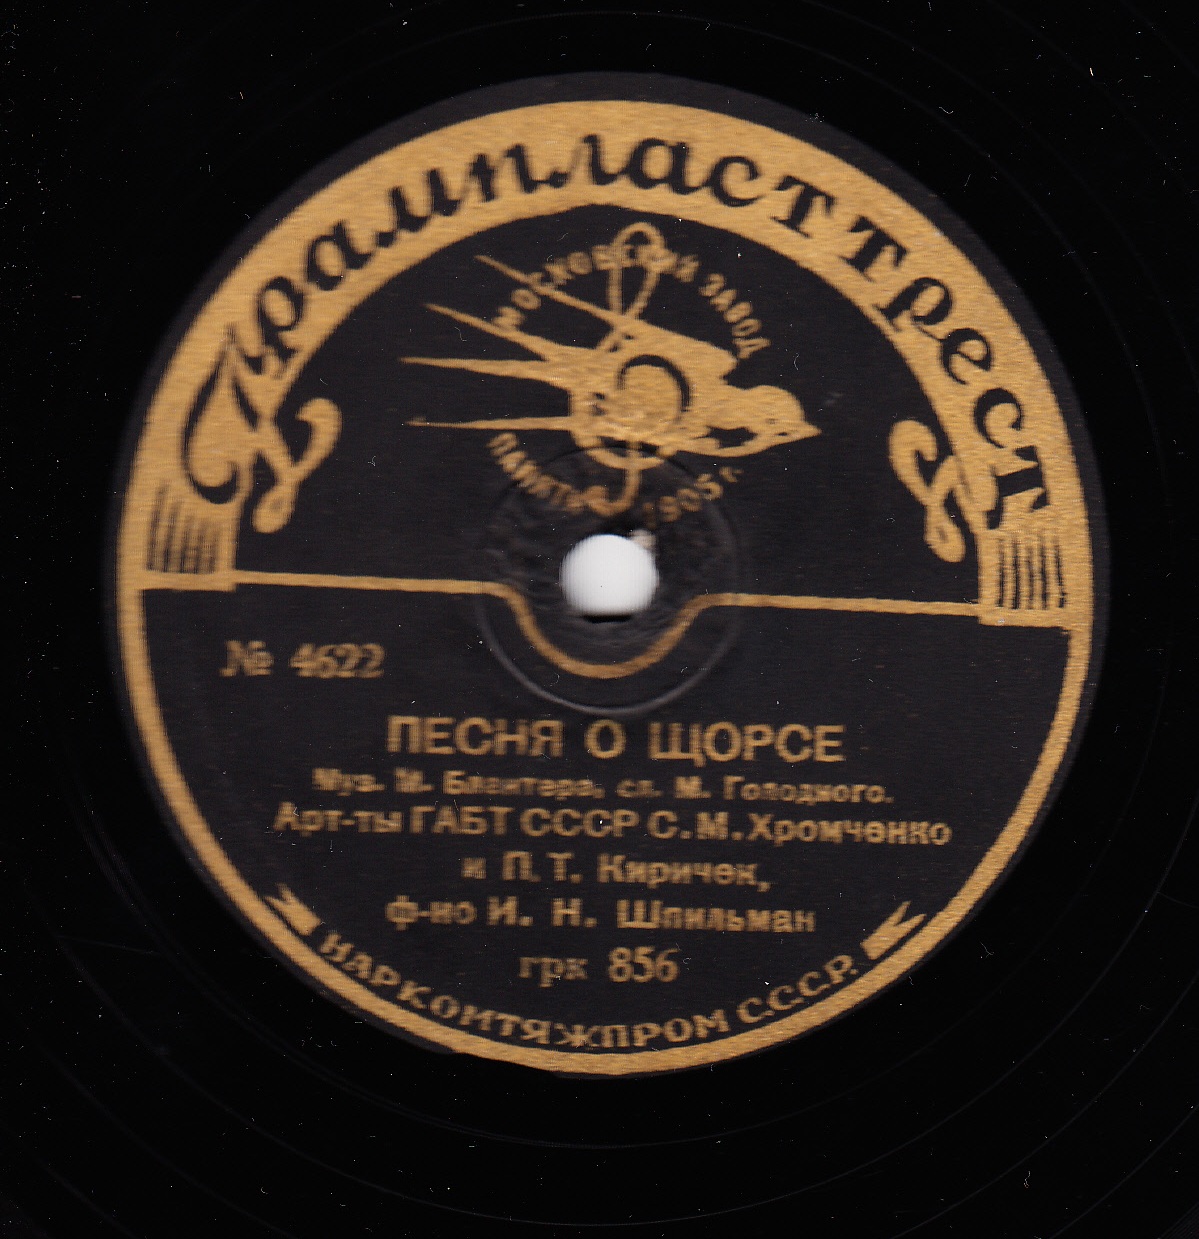 Грампласттрест
МОСКОВСКИЙ ЗАВОД
ПАМЯТИ 1905 г.
№ 4622
ПЕСНЯ О ЩОРСЕ
Муз. М. Блантера, сл. М. Голодного.
Арт-ты ГАБТ СССР С.М.Хромченко
и П.Т. Киричек,
ф-но И. Н. Шпильман
грк 856
НАРКОМТЯЖПРОМ С.С.С.Р.